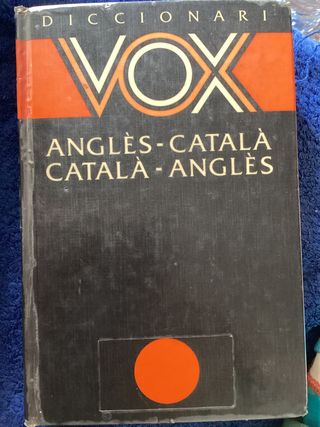 DICCIONARI
VOX
ANGLÈS - CATALÀ
CATALÀ - ANGLÈS